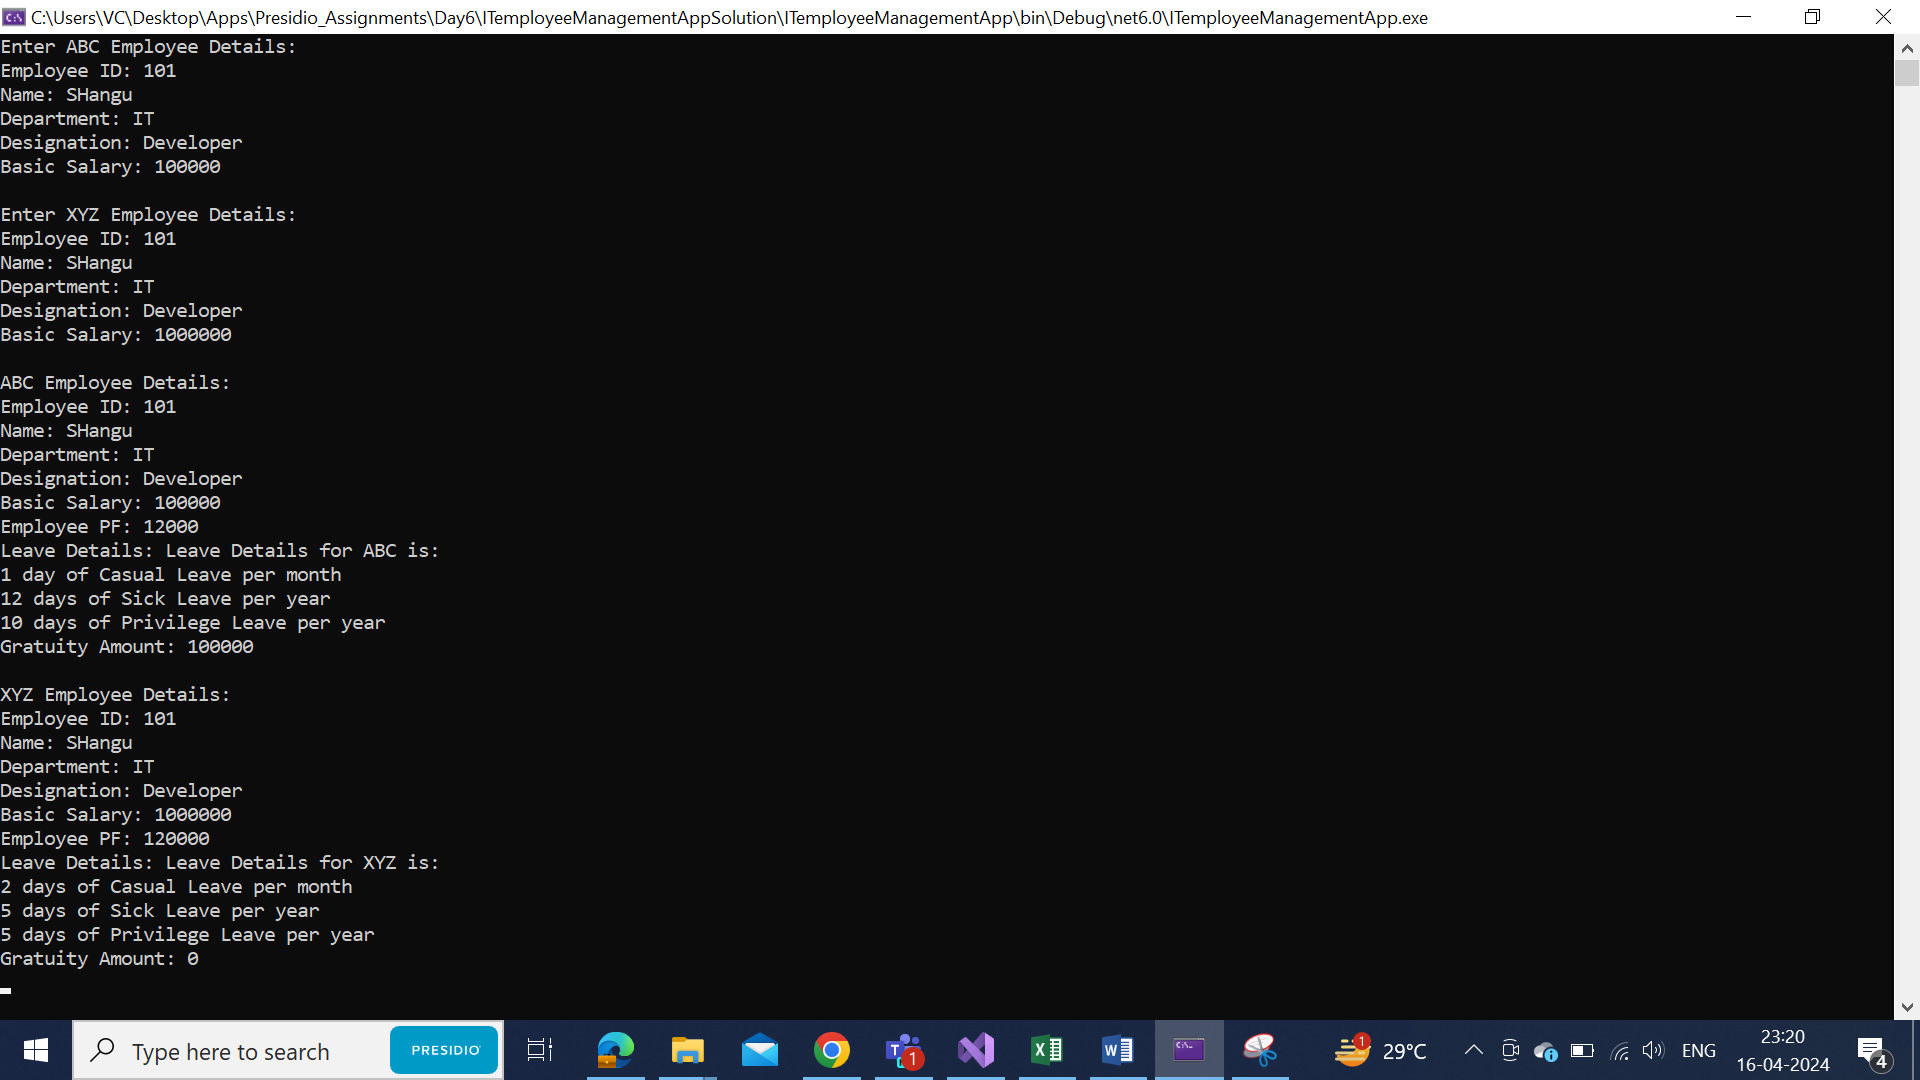 C:\Users\VC\Desktop\Apps\Presidio_Assignments\Day6\ITemployeeManagementAppSolution\ITemployeeManagementApp\bin\Debug\net6.0\ITemployeeManagementApp.exe
Enter ABC Employee Details:
Employee ID: 101
Name: SHangu
Department: IT
Designation: Developer
Basic Salary: 100000
Enter XYZ Employee Details:
Employee ID: 101
Name: SHangu
Department: IT
Designation: Developer
Basic Salary: 1000000
ABC Employee Details:
Employee ID: 101
Name: SHangu
Department: IT
Designation: Developer
Basic Salary: 100000
Employee PF: 12000
Leave Details: Leave Details for ABC is:
1 day of Casual Leave per month
12 days of Sick Leave per year
10 days of Privilege Leave per year
Gratuity Amount: 100000
XYZ Employee Details:
Employee ID: 101
Name: SHangu
Department: IT
Designation: Developer
Basic Salary: 1000000
Employee PF: 120000
Leave Details: Leave Details for XYZ is:
2 days of Casual Leave per month
5 days of Sick Leave per year
5 days of Privilege Leave per year
Gratuity Amount: 0
Type here to search PRESIDIO 1 1 29°C ENG 23:20
16-04-2024 4